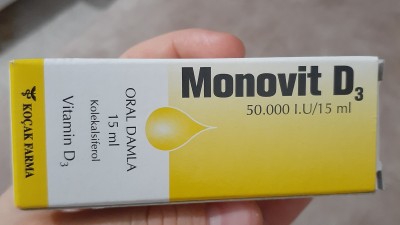 Monovit D3
50.000 I.U/15 ml
ORAL DAMLA
15 ml
Kolekalsiferol
Vitamin D3
KOÇAK FARMA